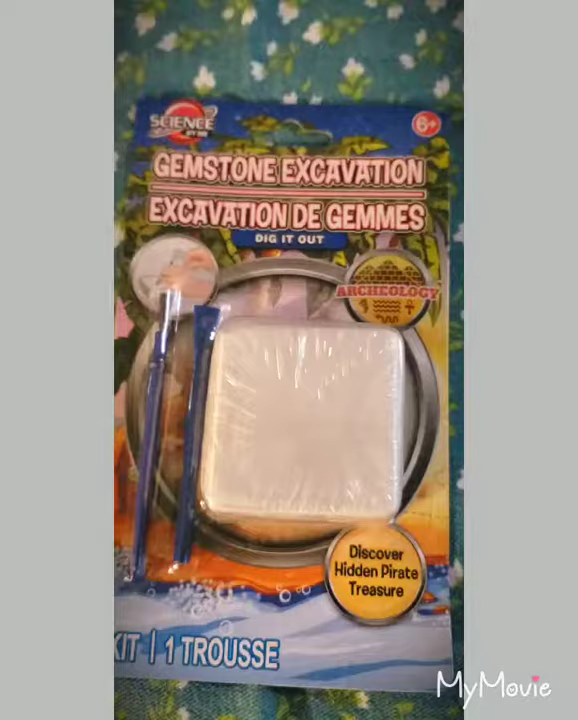 SCIENCE
6+
GEMSTONE EXCAVATION
EXCAVATION DE GEMMES
DIG IT OUT
ARCHEOLOGY
Discover
Hidden Pirate
Treasure
KIT | 1 TROUSSE
MyMovie